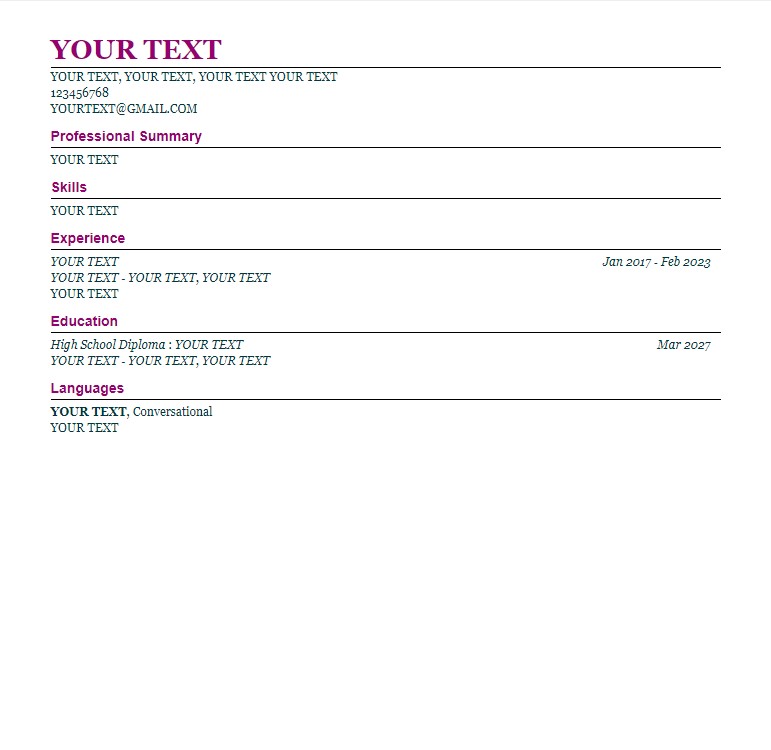 YOUR TEXT
YOUR TEXT, YOUR TEXT, YOUR TEXT YOUR TEXT
123456768
YOURTEXT@GMAIL.COM
Professional Summary
YOUR TEXT
Skills
YOUR TEXT
Experience
YOUR TEXT Jan 2017 - Feb 2023
YOUR TEXT - YOUR TEXT, YOUR TEXT
YOUR TEXT
Education
High School Diploma : YOUR TEXT Mar 2027
YOUR TEXT - YOUR TEXT, YOUR TEXT
Languages
YOUR TEXT, Conversational
YOUR TEXT